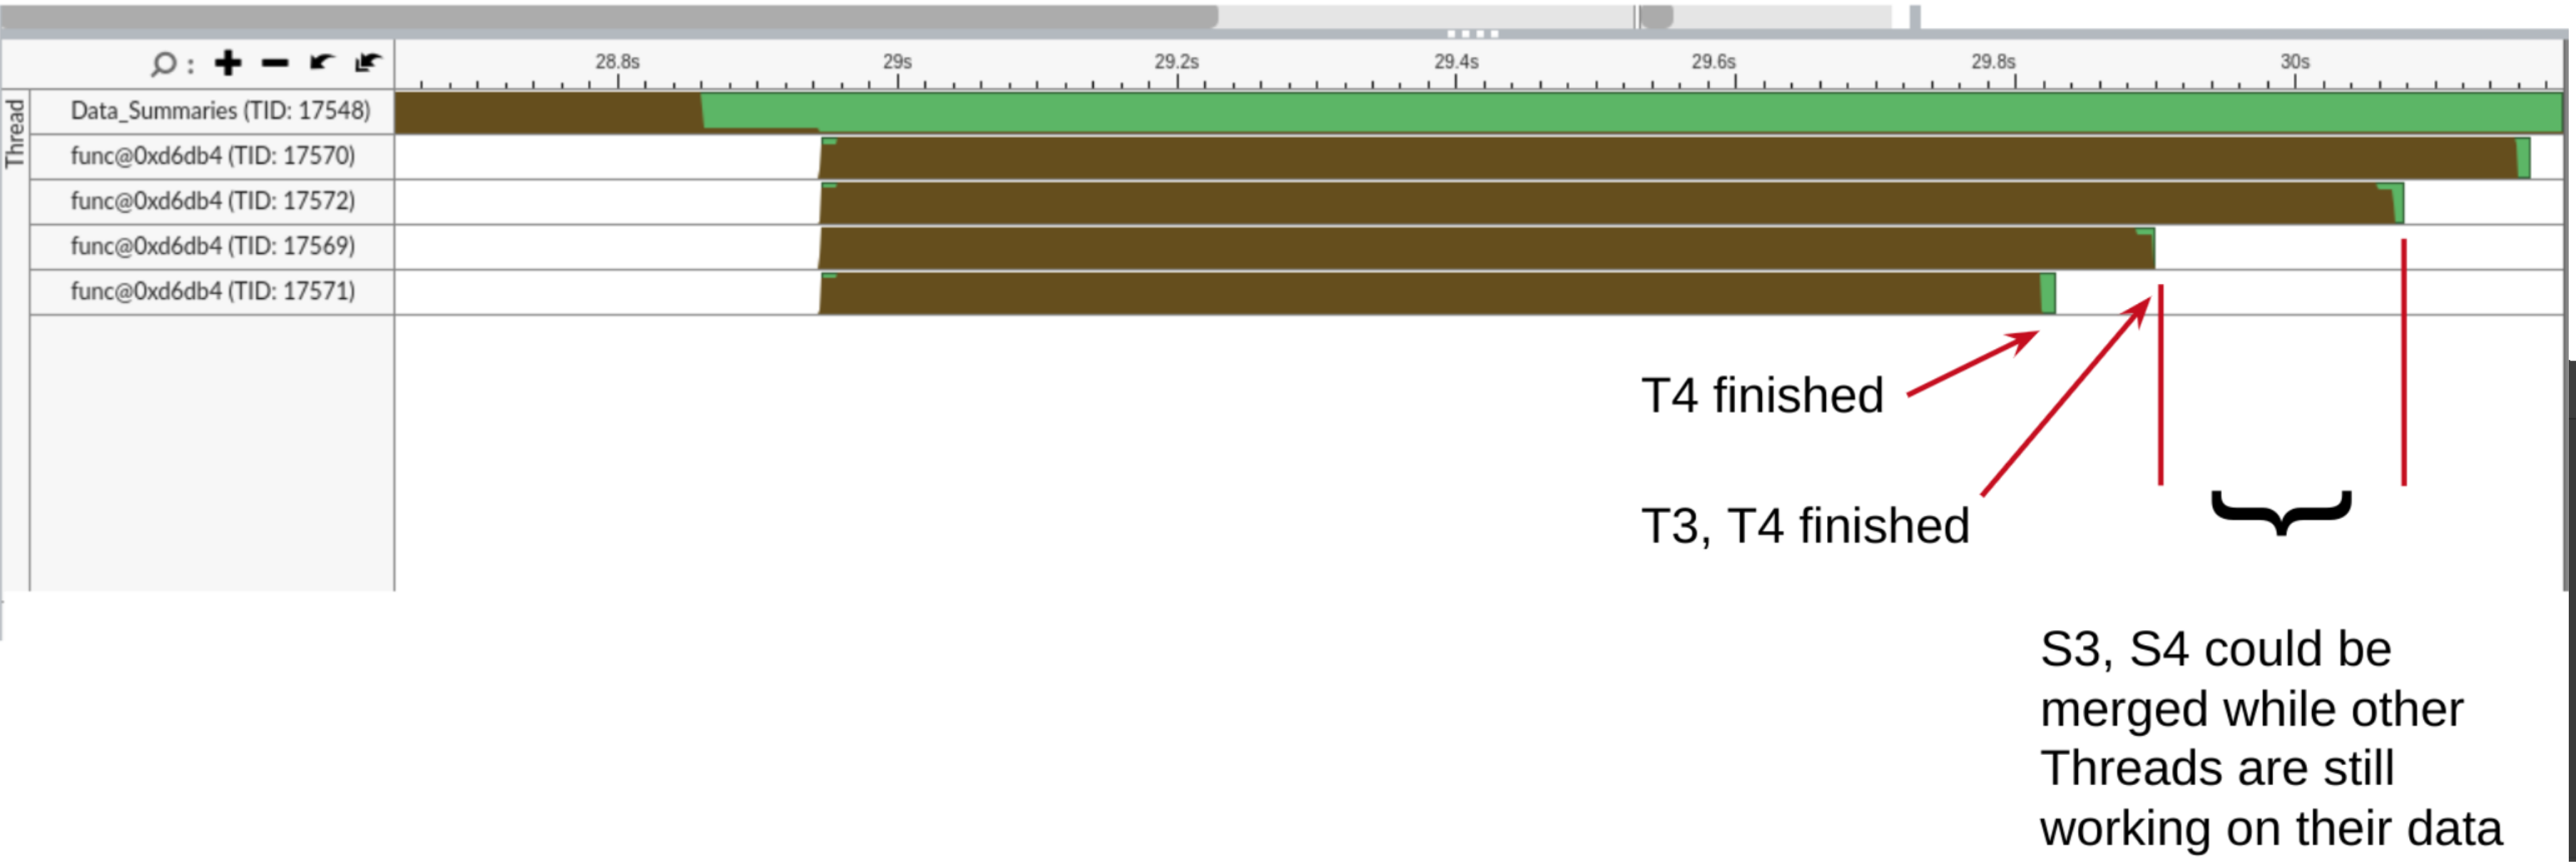 28.8s 29s 29.2s 29.4s 29.6s 29.8s 30s
Thread
Data_Summaries (TID: 17548)
func@0xd6db4 (TID: 17570)
func@0xd6db4 (TID: 17572)
func@0xd6db4 (TID: 17569)
func@0xd6db4 (TID: 17571)
T4 finished
T3, T4 finished
S3, S4 could be
merged while other
Threads are still
working on their data